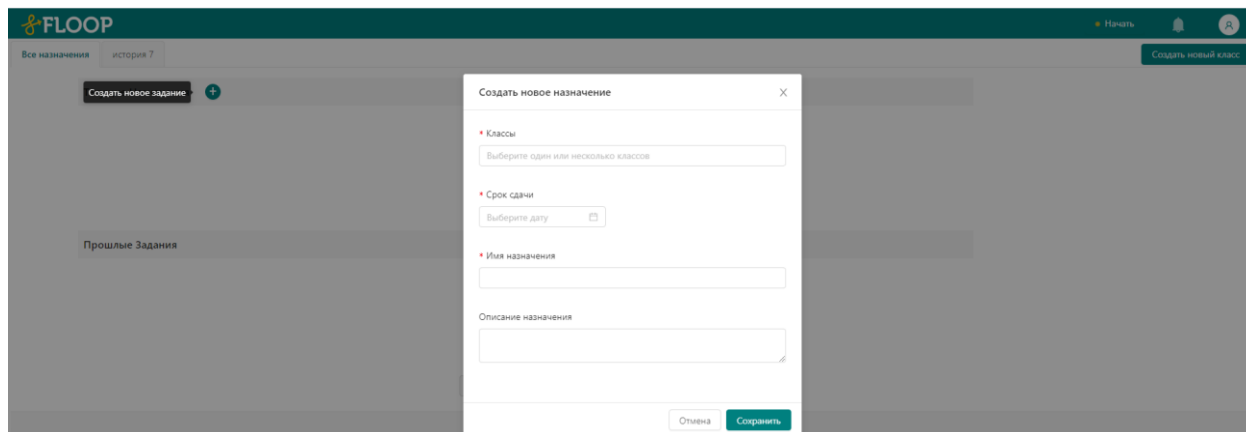 FLOOP
Начать
Все назначения
история 7
Создать новый класс
Создать новое задание
Прошлые Задания
Создать новое назначение
* Классы
Выберите один или несколько классов
* Срок сдачи
Выберите дату
* Имя назначения
Описание назначения
Отмена
Сохранить